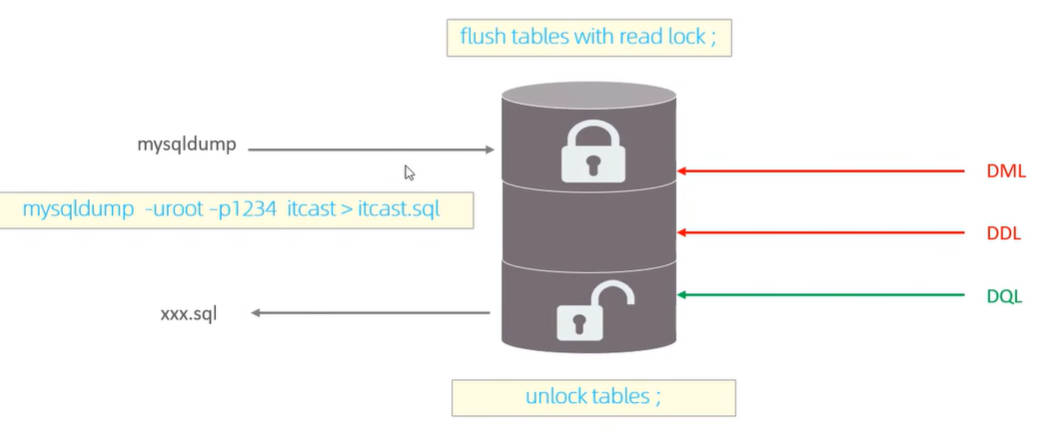 flush tables with read lock ;
mysqldump
DML
mysqldump -uroot -p1234 itcast > itcast.sql
DDL
DQL
xxx.sql
unlock tables ;